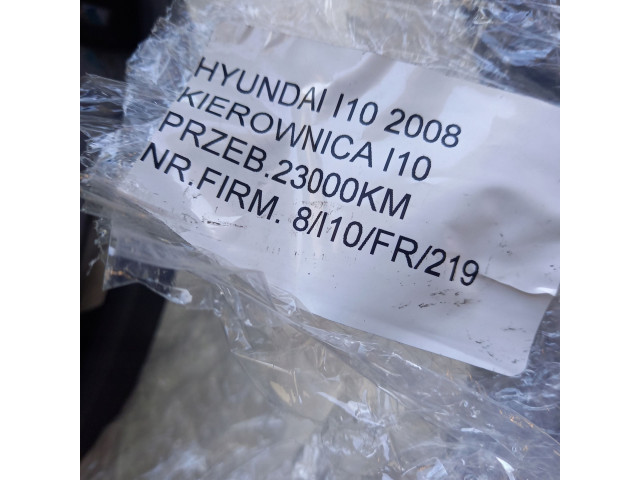 HYUNDAI I10 2008
KIEROWNICA I10
PRZEB.23000KM
NR.FIRM. 8/I10/FR/219